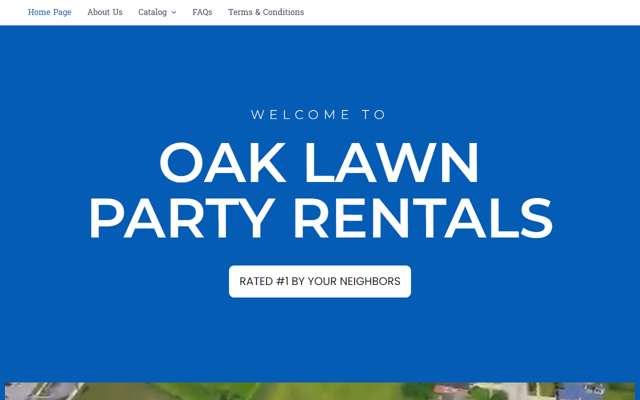 Home Page About Us Catalog FAQs Terms & Conditions
WELCOME TO
OAK LAWN
PARTY RENTALS
RATED #1 BY YOUR NEIGHBORS